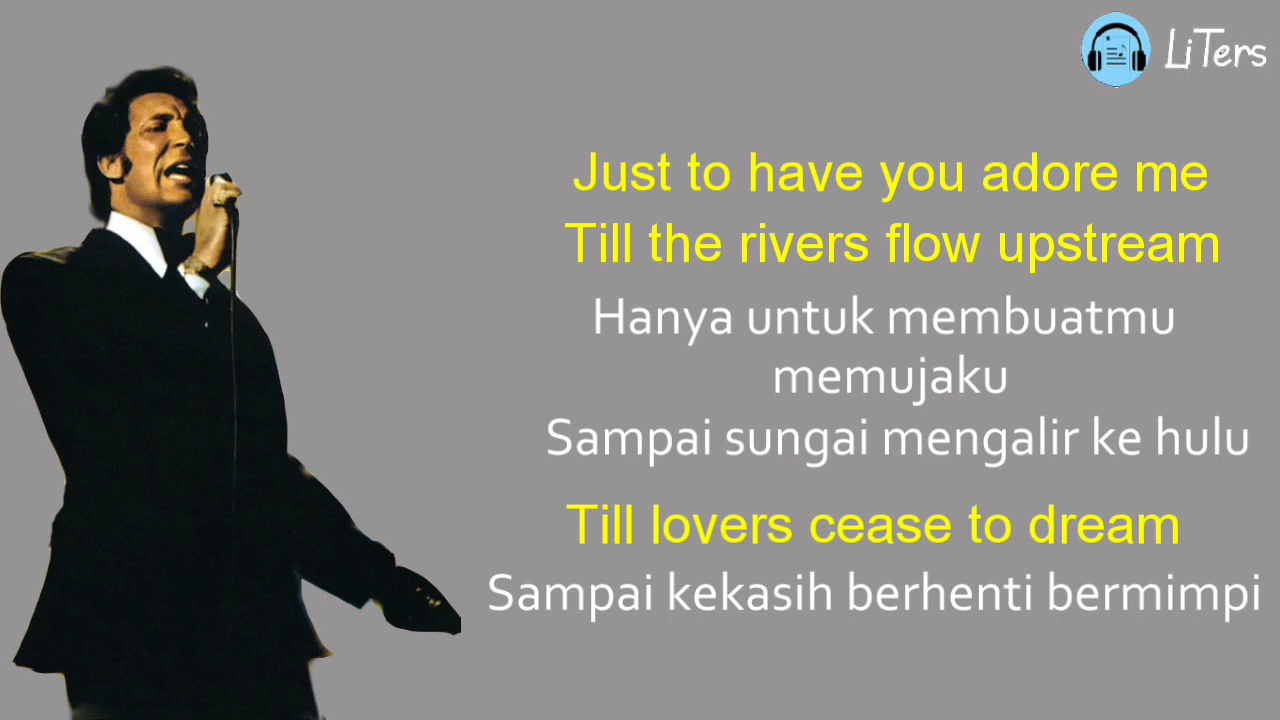 LiTers
Just to have you adore me
Till the rivers flow upstream
Hanya untuk membuatmu
memujaku
Sampai sungai mengalir ke hulu
Till lovers cease to dream
Sampai kekasih berhenti bermimpi